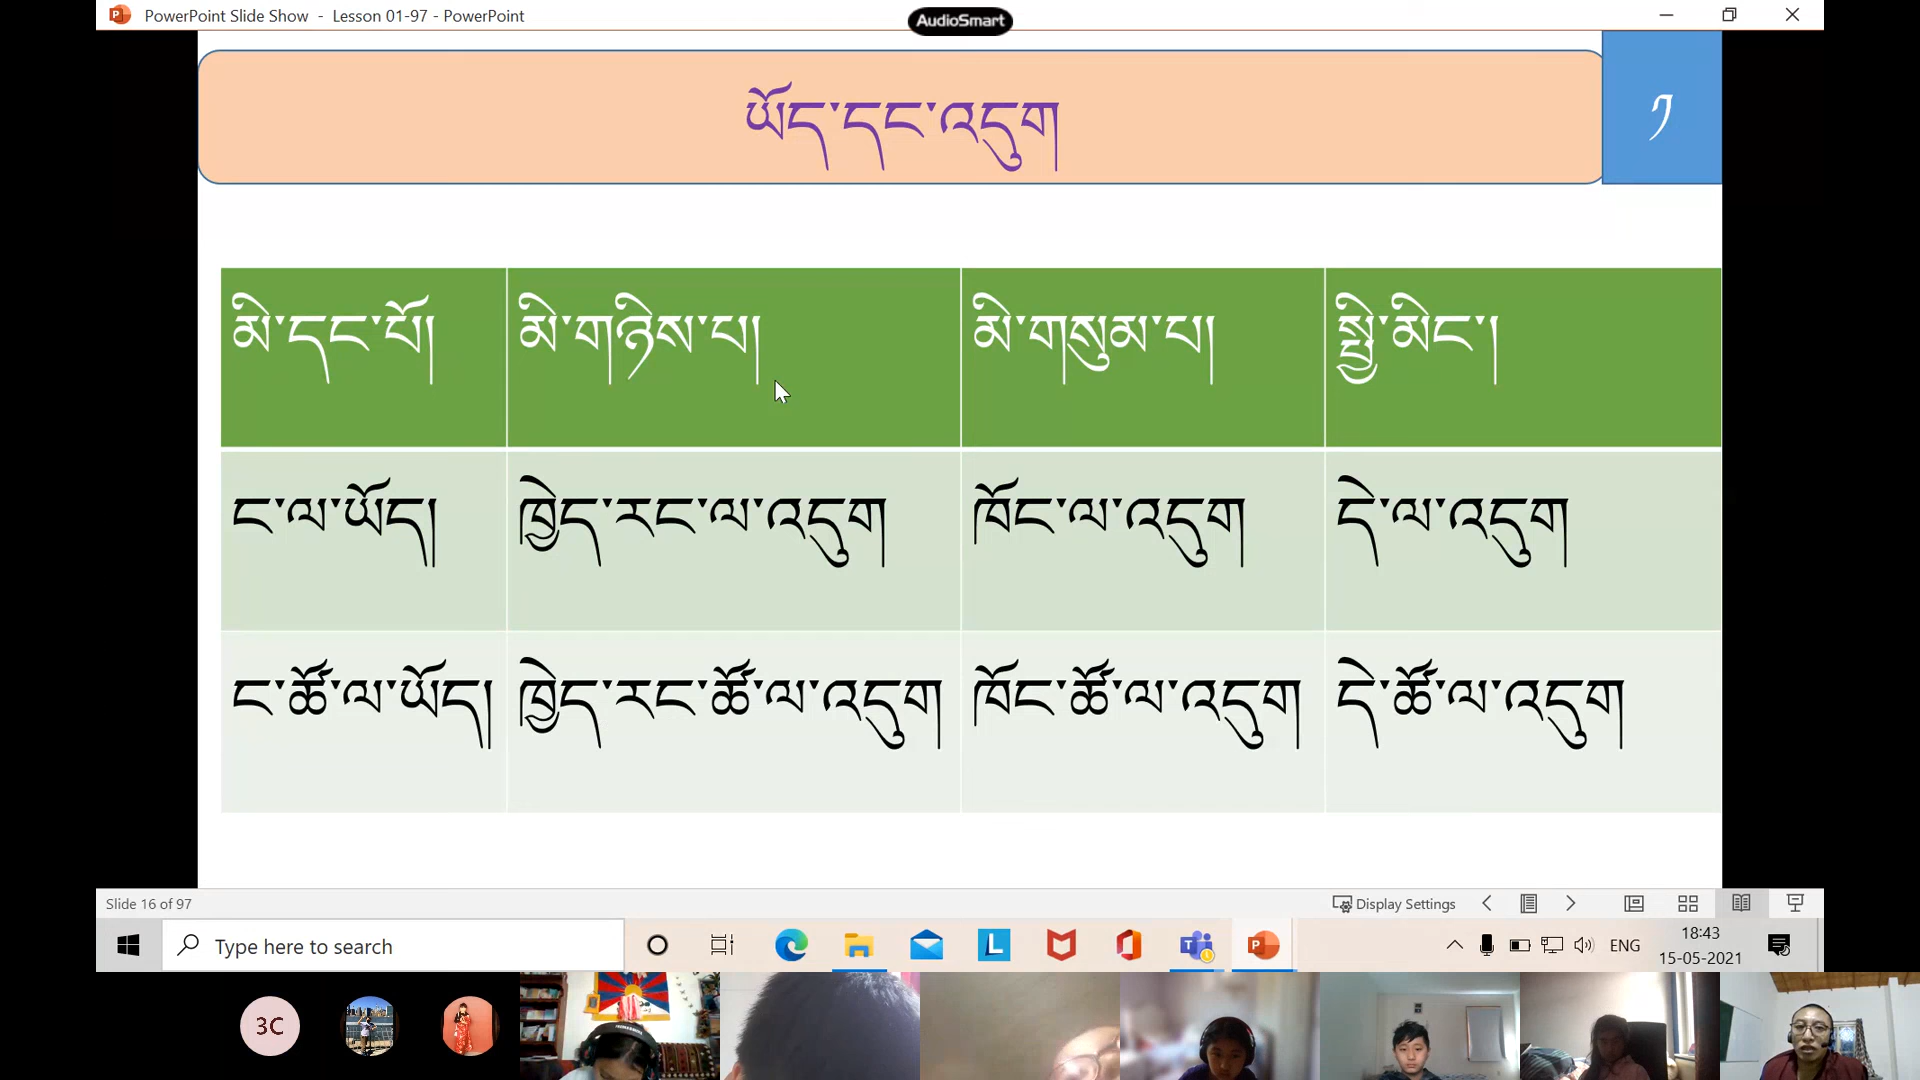 PowerPoint Slide Show - Lesson 01-97 - PowerPoint
AudioSmart
ཡོད་དང་འདུག
༡
མི་དང་པོ། མི་གཉིས་པ། མི་གསུམ་པ། སྤྱི་མིང་།
ང་ལ་ཡོད། ཁྱེད་རང་ལ་འདུག ཁོང་ལ་འདུག དེ་ལ་འདུག
ང་ཚོ་ལ་ཡོད། ཁྱེད་རང་ཚོ་ལ་འདུག ཁོང་ཚོ་ལ་འདུག དེ་ཚོ་ལ་འདུག
Slide 16 of 97 Display Settings
Type here to search ENG 18:43
15-05-2021
3C